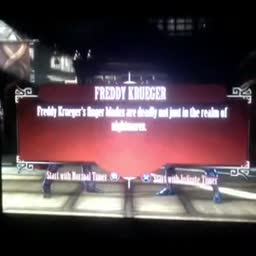 FREDDY KRUEGER
Freddy Krueger's finger blades are deadly not just in the realm of
nightmares.
Start with Normal Timer
Start with Infinite Timer